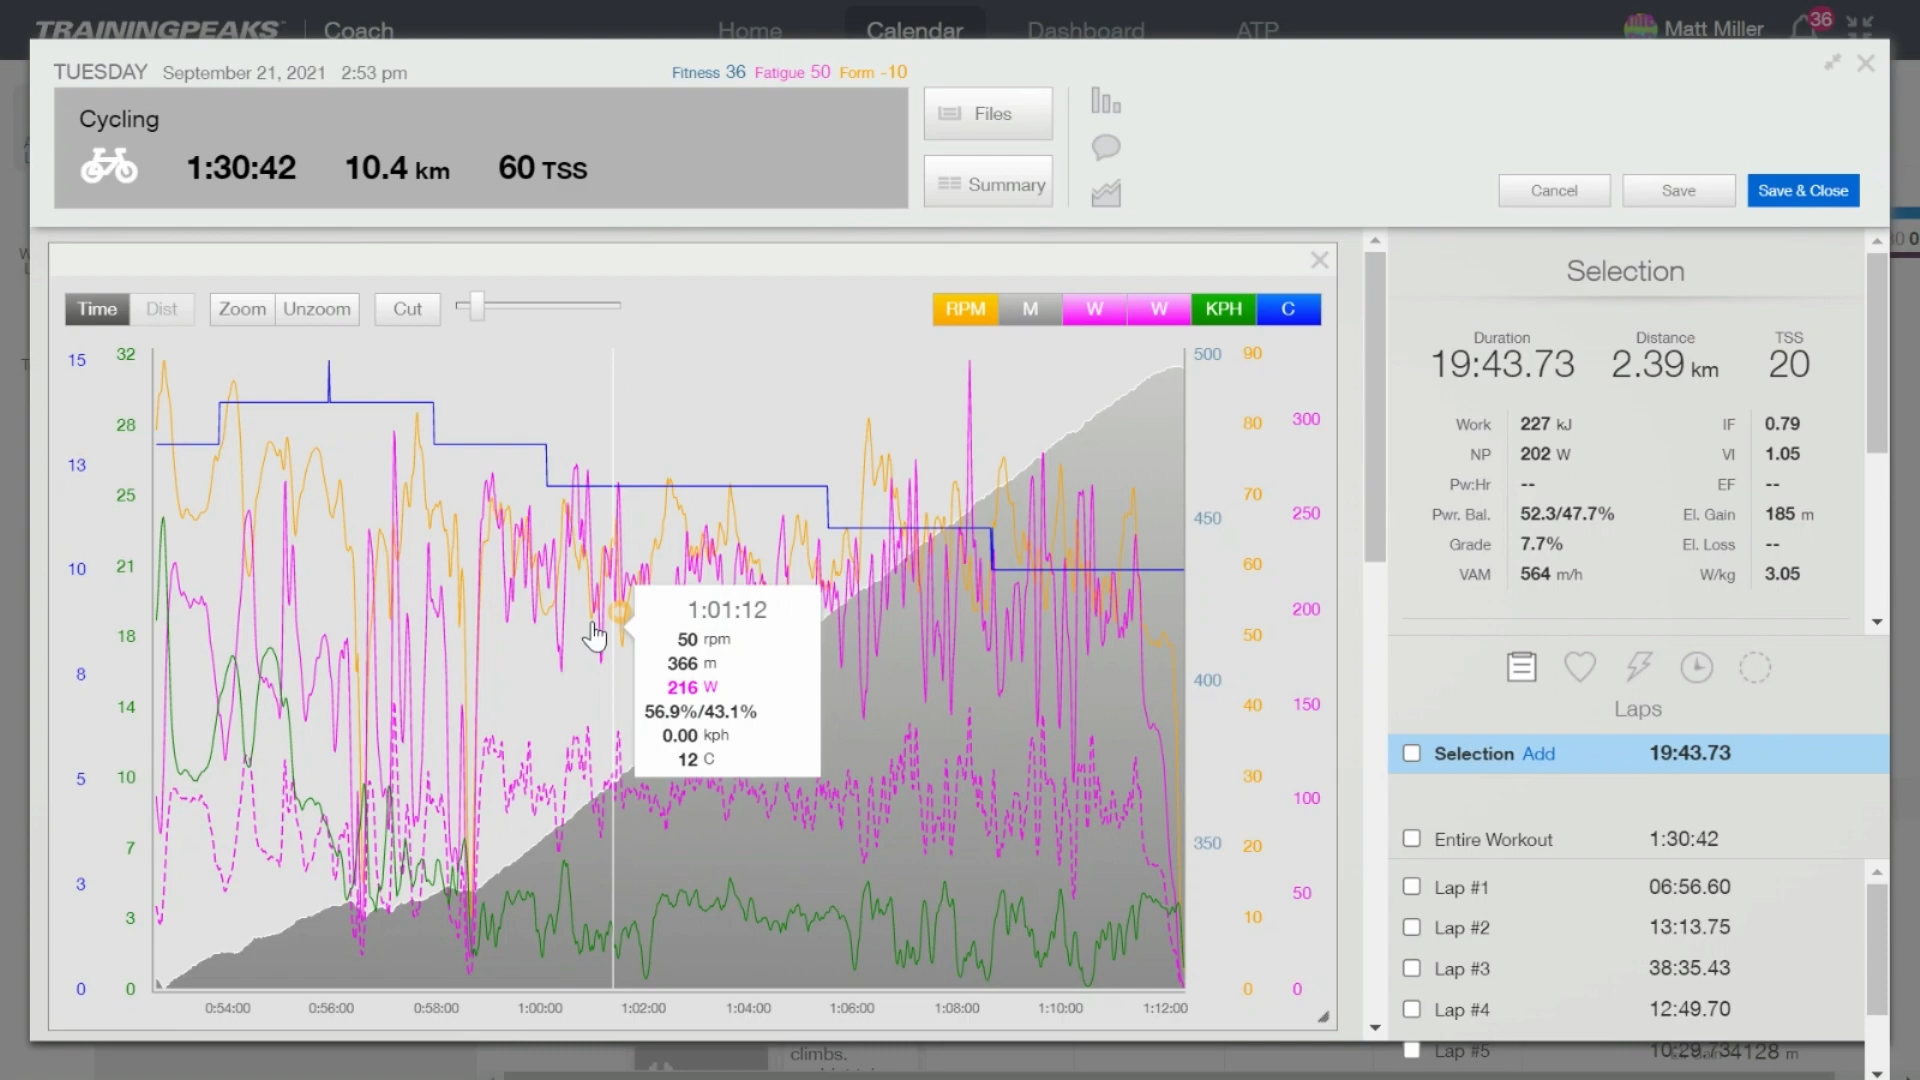 TRAININGPEAKS Coach Home Calendar Dashboard ATP Matt Miller 36
TUESDAY September 21, 2021 2:53 pm Fitness 36 Fatigue 50 Form -10
Cycling
1:30:42 10.4 km 60 TSS
Files
Summary
Cancel Save Save & Close
Time Dist Zoom Unzoom Cut RPM M W W KPH C
15 32 500 90
28 80 300
13 25 450 70 250
10 21 60 200
18 50
8 14 400 40 150
5 10 30 100
7 350 20
3 3 10 50
0 0 0 0
1:01:12
50 rpm
366 m
216 W
56.9%/43.1%
0.00 kph
12 C
0:54:00 0:56:00 0:58:00 1:00:00 1:02:00 1:04:00 1:06:00 1:08:00 1:10:00 1:12:00
Selection
Duration Distance TSS
19:43.73 2.39 km 20
Work 227 kJ IF 0.79
NP 202 W VI 1.05
Pw:Hr -- EF --
Pwr. Bal. 52.3/47.7% El. Gain 185 m
Grade 7.7% El. Loss --
VAM 564 m/h W/kg 3.05
Laps
Selection Add 19:43.73
Entire Workout 1:30:42
Lap #1 06:56.60
Lap #2 13:13.75
Lap #3 38:35.43
Lap #4 12:49.70
Lap #5
climbs.